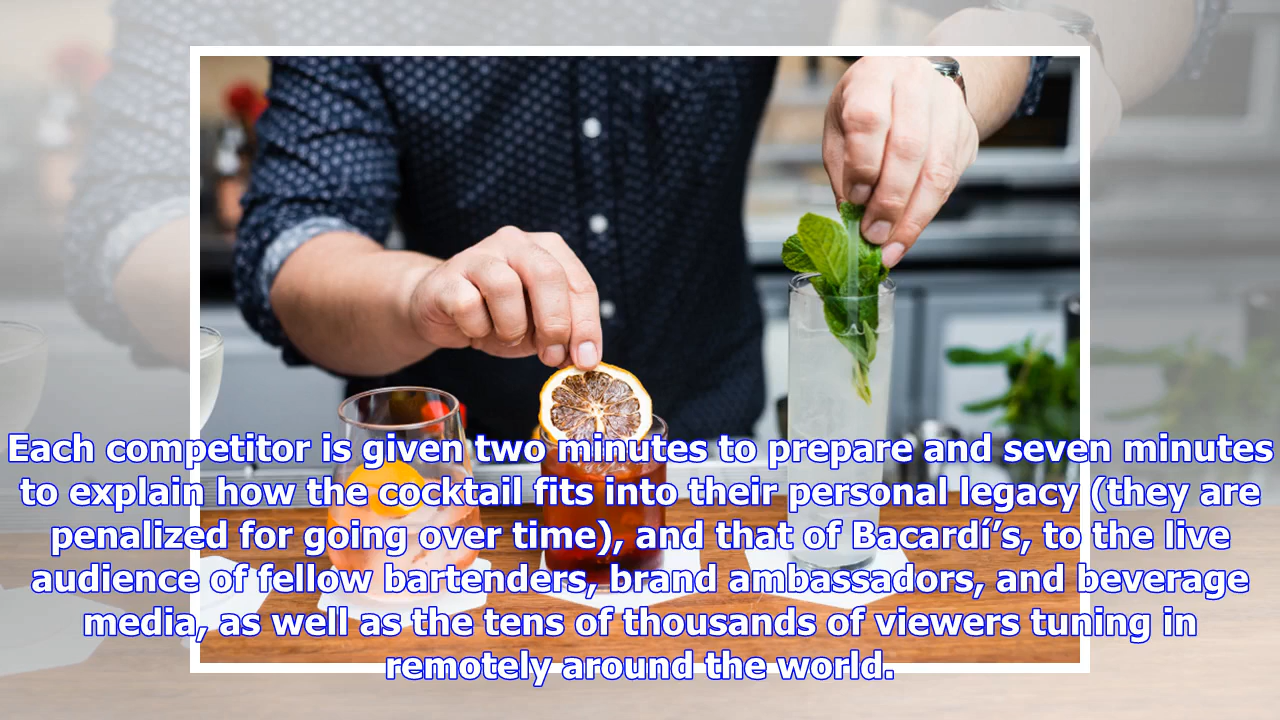 Each competitor is given two minutes to prepare and seven minutes
to explain how the cocktail fits into their personal legacy (they are
penalized for going over time), and that of Bacardí’s, to the live
audience of fellow bartenders, brand ambassadors, and beverage
media, as well as the tens of thousands of viewers tuning in
remotely around the world.